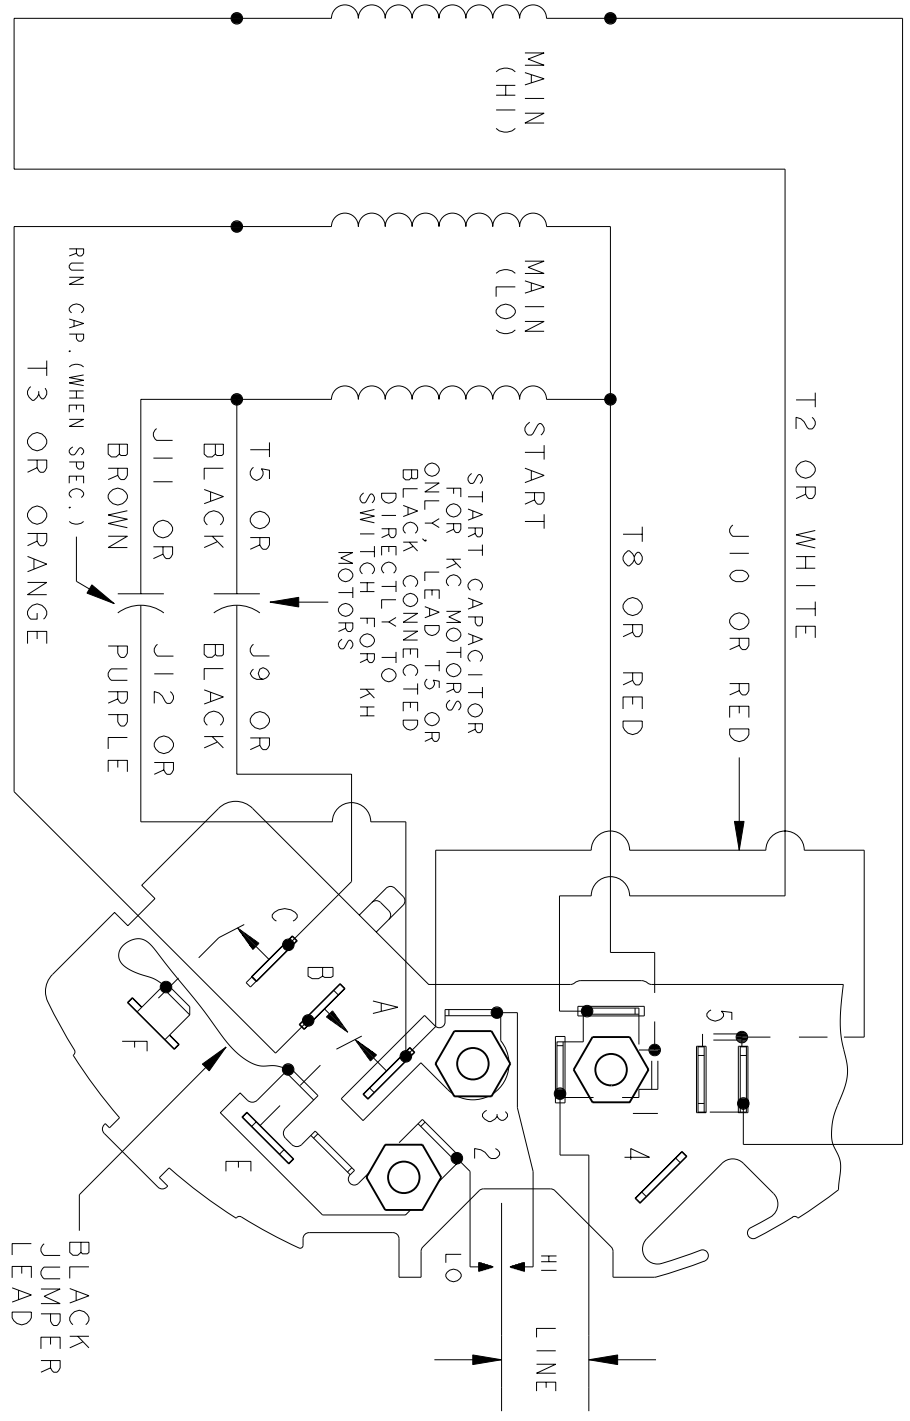 MAIN
(HI)
MAIN
(LO)
START
T2 OR WHITE
J10 OR RED
T8 OR RED
START CAPACITOR
FOR KC MOTORS
ONLY, LEAD T5 OR
BLACK CONNECTED
DIRECTLY TO
SWITCH FOR KH
MOTORS
T5 OR
BLACK
J9 OR
BLACK
J11 OR
BROWN
J12 OR
PURPLE
RUN CAP.(WHEN SPEC.)
T3 OR ORANGE
5
1
4
3
2
A
B
C
E
F
HI
LO
LINE
BLACK
JUMPER
LEAD